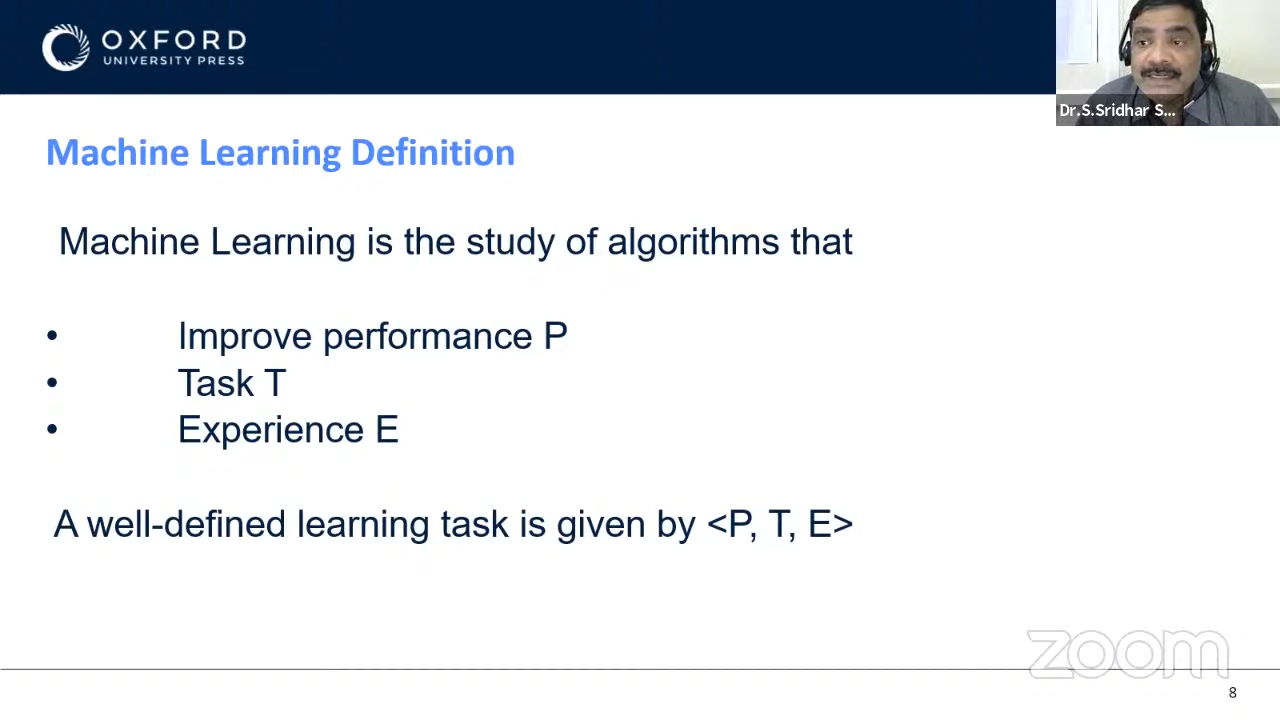 OXFORD
UNIVERSITY PRESS
Dr.S.Sridhar S...
Machine Learning Definition
Machine Learning is the study of algorithms that
• Improve performance P
• Task T
• Experience E
A well-defined learning task is given by <P, T, E>
zoom
8